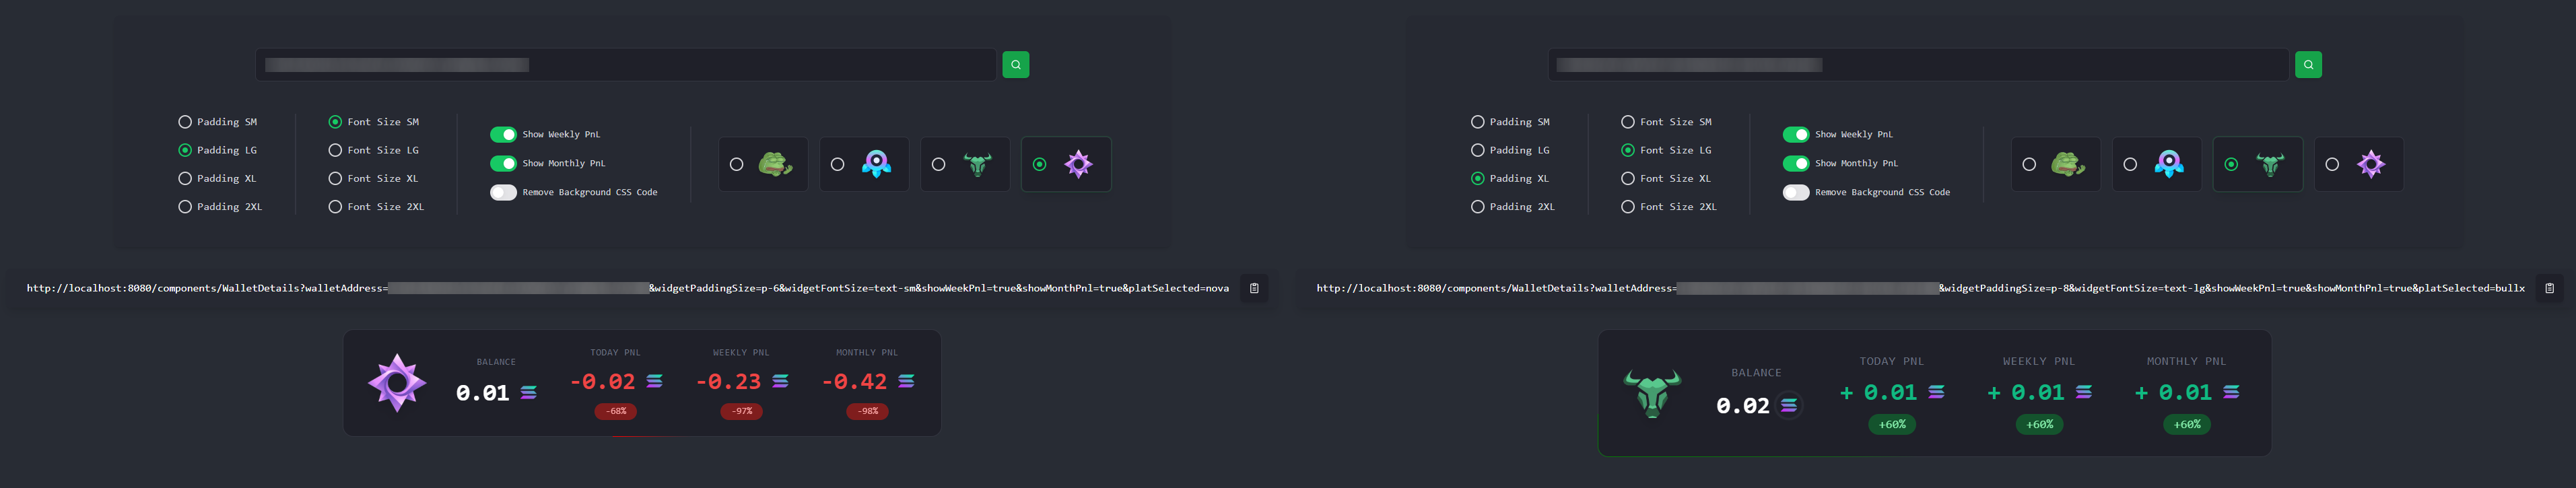 Padding SM
Padding LG
Padding XL
Padding 2XL
Font Size SM
Font Size LG
Font Size XL
Font Size 2XL
Show Weekly PnL
Show Monthly PnL
Remove Background CSS Code
http://localhost:8080/components/WalletDetails?walletAddress=
&widgetPaddingSize=p-6&widgetFontSize=text-sm&showWeekPnl=true&showMonthPnl=true&platSelected=nova
BALANCE
0.01
TODAY PNL
-0.02
-68%
WEEKLY PNL
-0.23
-97%
MONTHLY PNL
-0.42
-98%
Padding SM
Padding LG
Padding XL
Padding 2XL
Font Size SM
Font Size LG
Font Size XL
Font Size 2XL
Show Weekly PnL
Show Monthly PnL
Remove Background CSS Code
http://localhost:8080/components/WalletDetails?walletAddress=
&widgetPaddingSize=p-8&widgetFontSize=text-lg&showWeekPnl=true&showMonthPnl=true&platSelected=bullx
BALANCE
0.02
TODAY PNL
+ 0.01
+60%
WEEKLY PNL
+ 0.01
+60%
MONTHLY PNL
+ 0.01
+60%